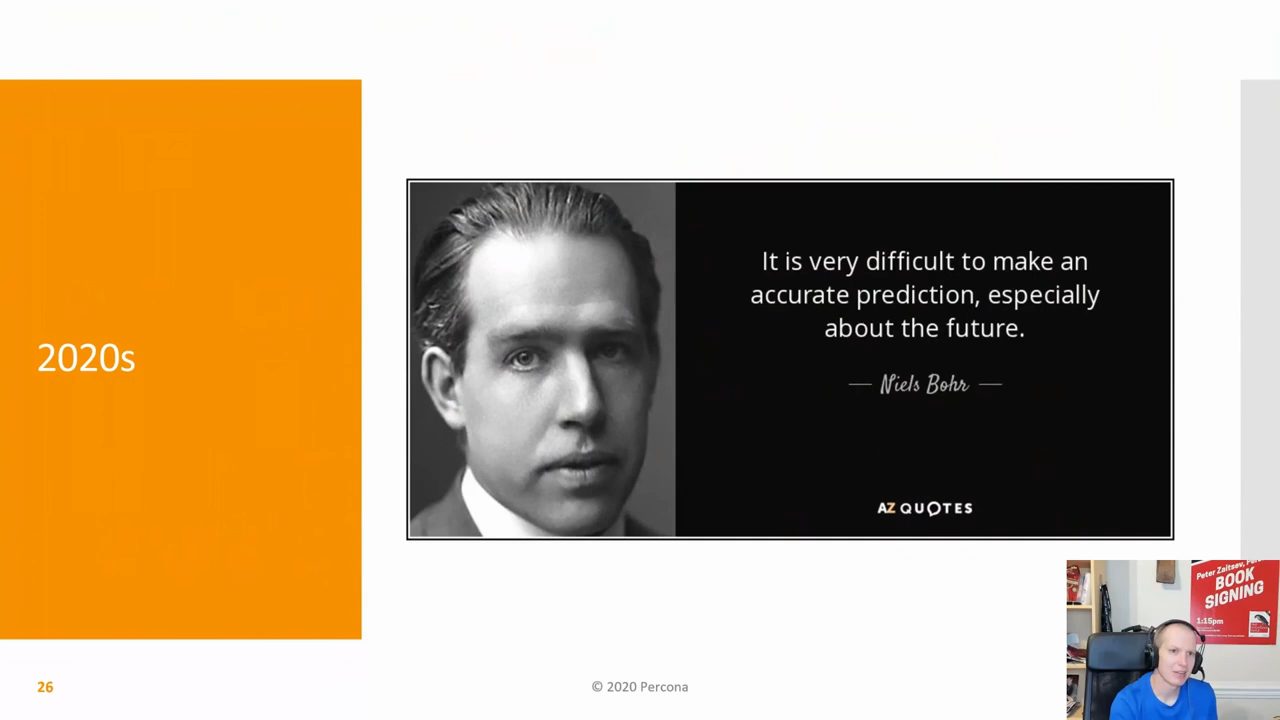 2020s
It is very difficult to make an
accurate prediction, especially
about the future.
Niels Bohr
AZ QUOTES
Peter Zaitsev,
BOOK
SIGNING
1:15pm
26
© 2020 Percona